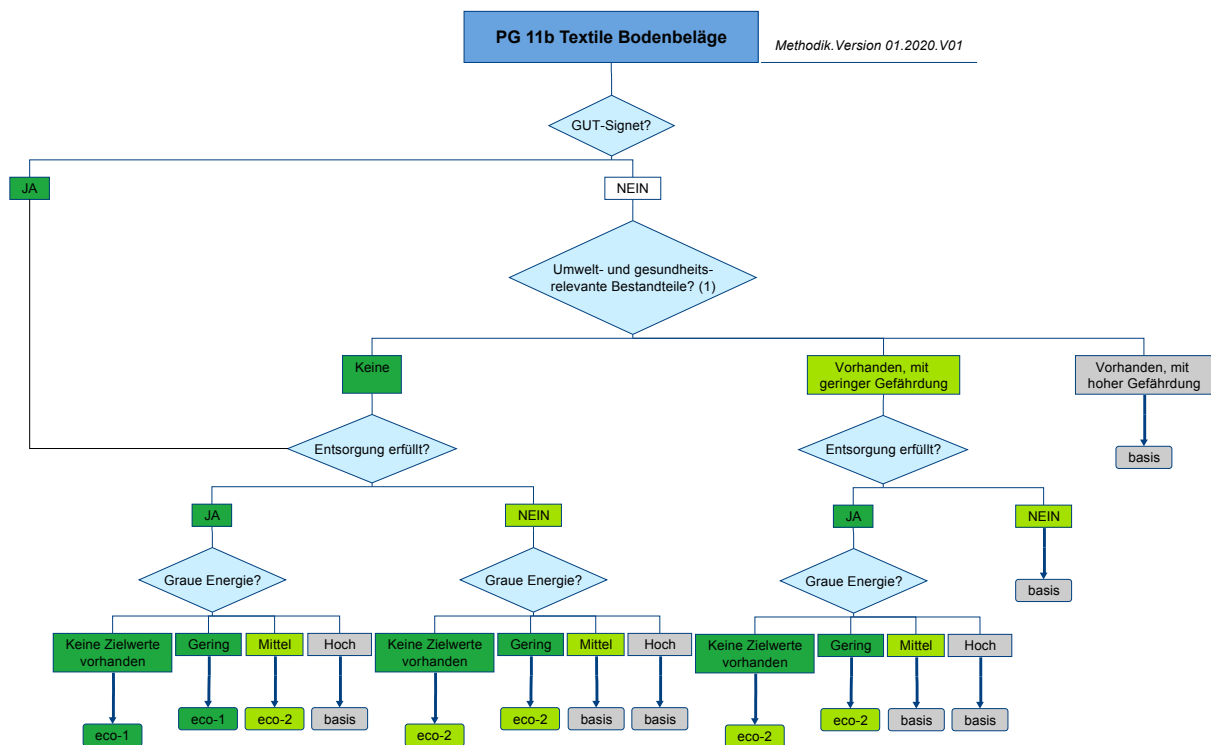 PG 11b Textile Bodenbeläge
Methodik.Version 01.2020.V01
GUT-Signet?
JA
NEIN
Umwelt- und gesundheits-
relevante Bestandteile? (1)
Keine
Vorhanden, mit
geringer Gefährdung
Vorhanden, mit
hoher Gefährdung
Entsorgung erfüllt?
Entsorgung erfüllt?
basis
JA
NEIN
JA
NEIN
Graue Energie?
Graue Energie?
Graue Energie?
basis
Keine Zielwerte
vorhanden
Gering
Mittel
Hoch
Keine Zielwerte
vorhanden
Gering
Mittel
Hoch
Keine Zielwerte
vorhanden
Gering
Mittel
Hoch
eco-1
eco-1
eco-2
basis
eco-2
eco-2
basis
basis
eco-2
eco-2
basis
basis